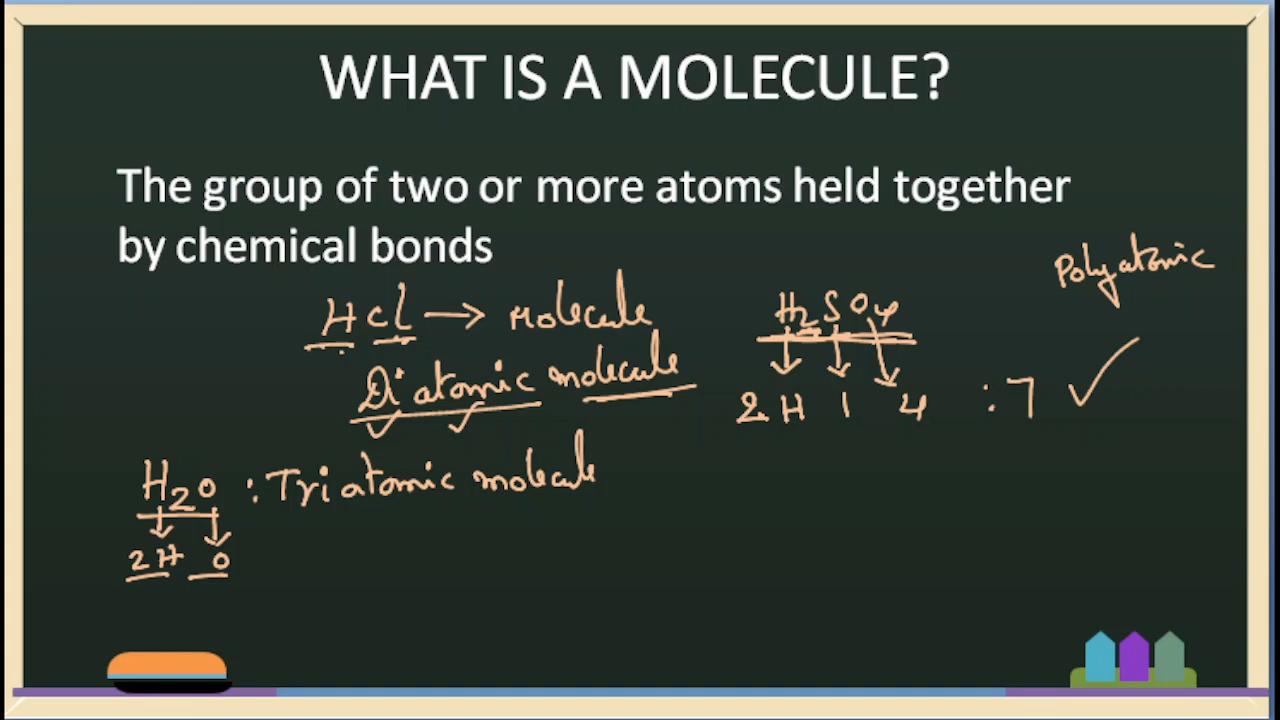 WHAT IS A MOLECULE?
The group of two or more atoms held together
by chemical bonds
Polyatomic
HCl → Molecule
H2SO4
Diatomic molecule
2H 1 4 : 7 ✓
H2O : Triatomic molecule
2H O